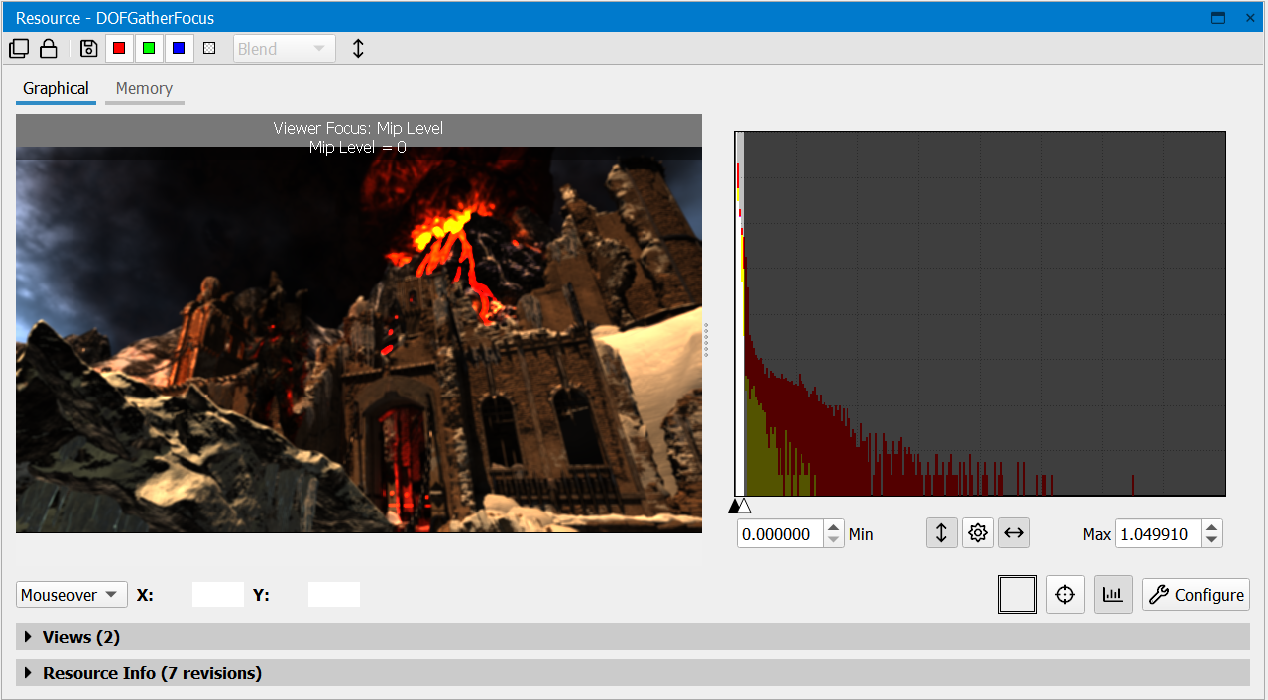 Resource - DOFGatherFocus
Blend
Graphical Memory
Viewer Focus: Mip Level
Mip Level = 0
0.000000 Min Max 1.049910
Mouseover X: Y: Configure
Views (2)
Resource Info (7 revisions)